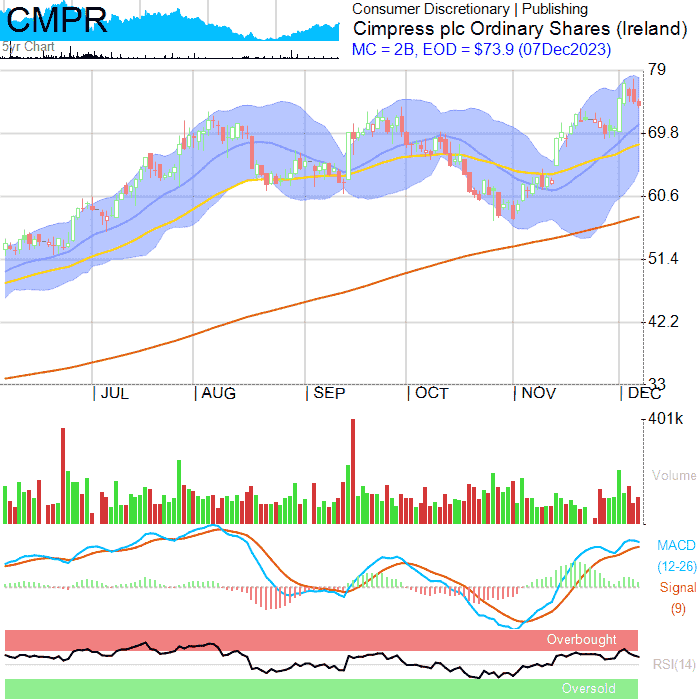 CMPR
5yr Chart
Consumer Discretionary | Publishing
Cimpress plc Ordinary Shares (Ireland)
MC = 2B, EOD = $73.9 (07Dec2023)
79
69.8
60.6
51.4
42.2
33
JUL
AUG
SEP
OCT
NOV
DEC
401k
Volume
MACD
(12-26)
Signal
(9)
Overbought
RSI(14)
Oversold